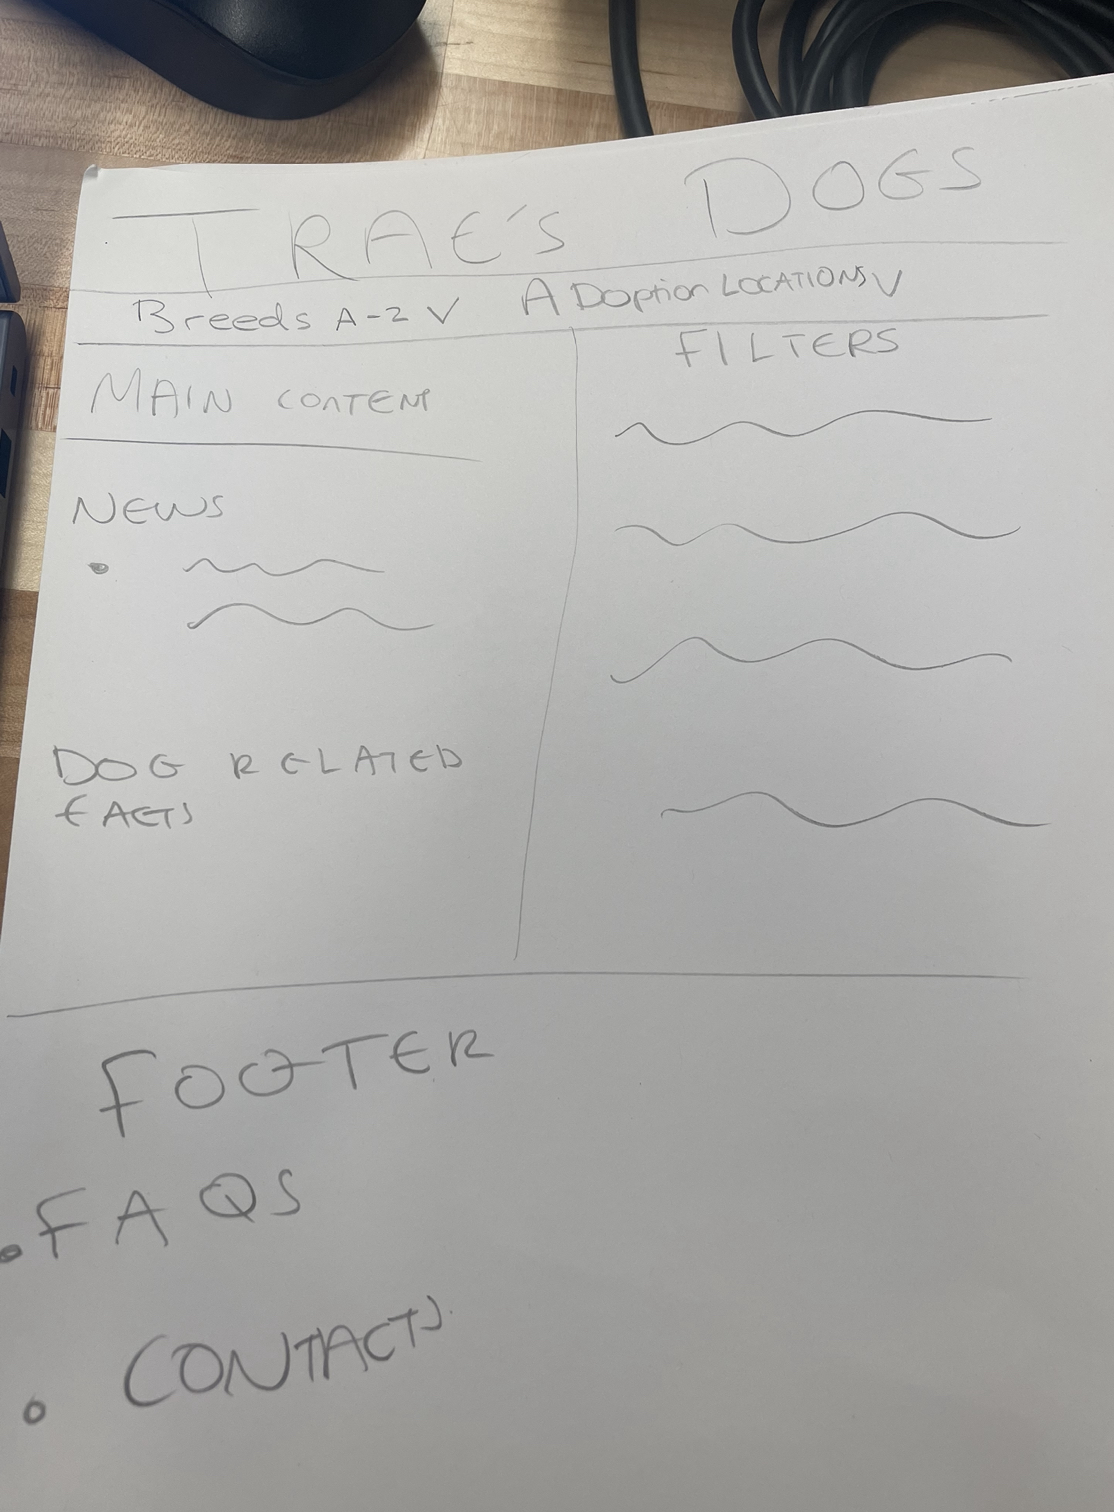 TRAE'S DOGS
Breeds A-Z V ADoption LOCATIONS V
MAIN CONTENT
FILTERS
NEWS
DOG RELATED
FACTS
FOOTER
FAQS
CONTACTS